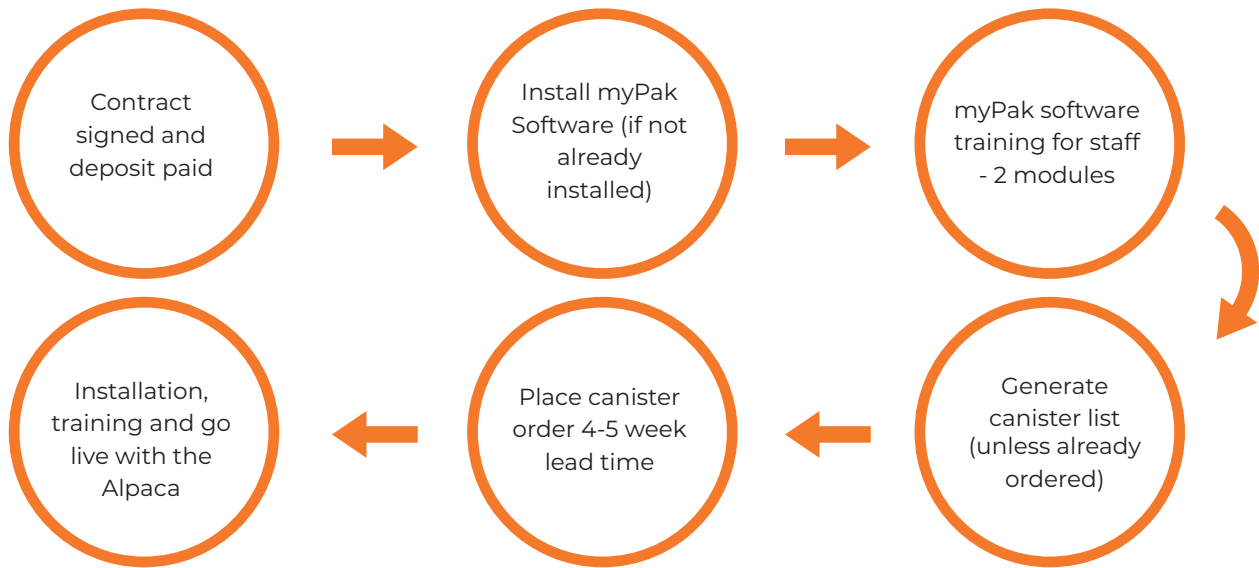 Contract
signed and
deposit paid
Install myPak
Software (if not
already
installed)
myPak software
training for staff
- 2 modules
Generate
canister list
(unless already
ordered)
Place canister
order 4-5 week
lead time
Installation,
training and go
live with the
Alpaca